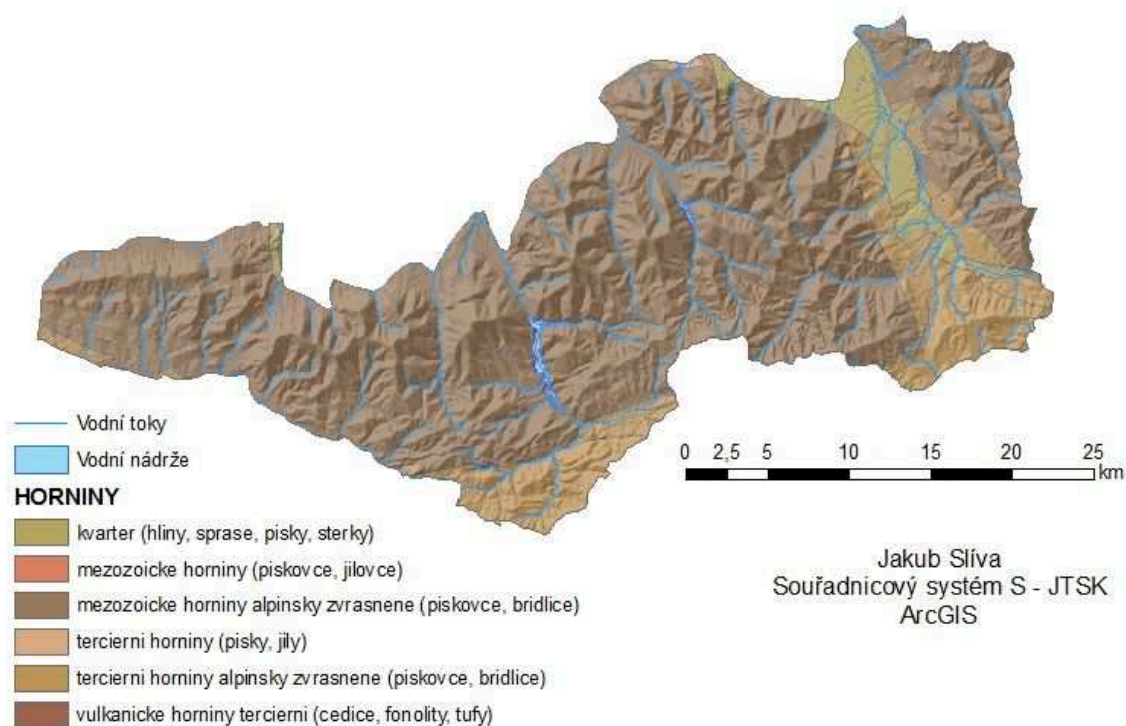 Vodní toky
Vodní nádrže
HORNINY
kvarter (hliny, sprase, pisky, sterky)
mezozoicke horniny (piskovce, jilovce)
mezozoicke horniny alpinsky zvrasnene (piskovce, bridlice)
tercierni horniny (pisky, jily)
tercierni horniny alpinsky zvrasnene (piskovce, bridlice)
vulkanicke horniny tercierni (cedice, fonolity, tufy)
0 2,5 5 10 15 20 25
km
Jakub Slíva
Souřadnicový systém S - JTSK
ArcGIS